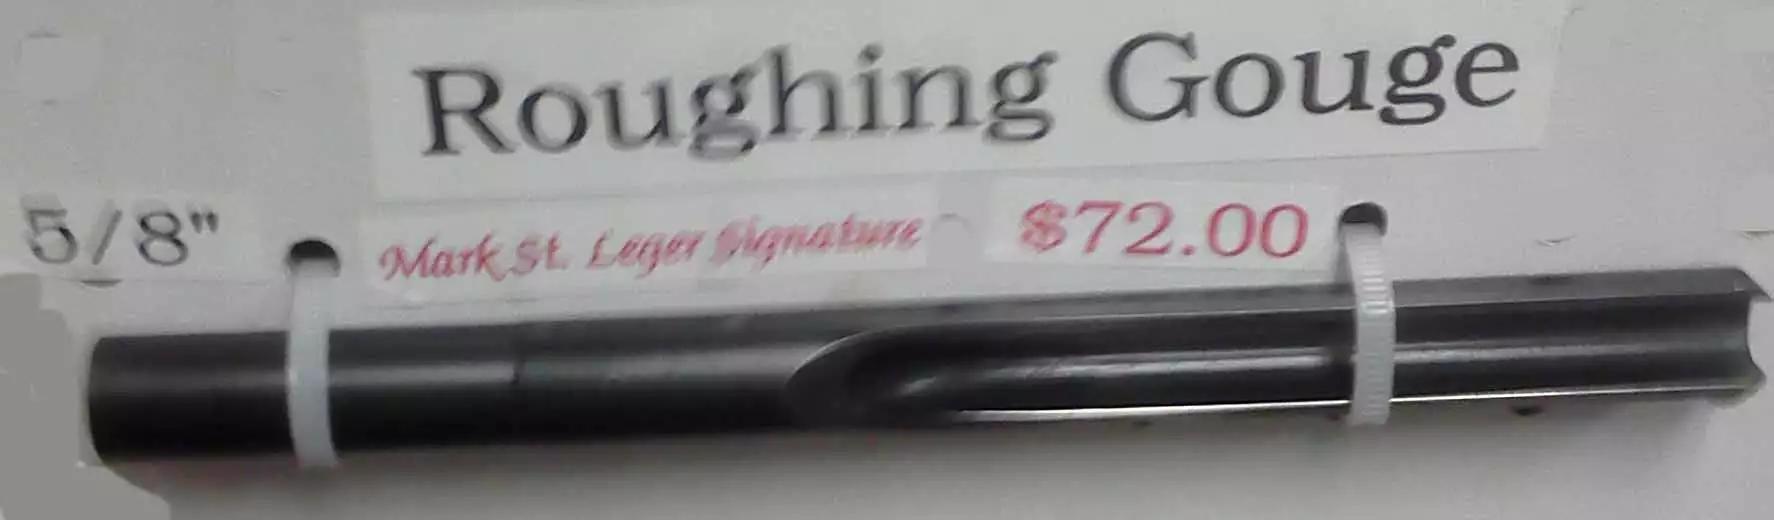 Roughing Gouge
5/8"
Mark St. Leger Signature
$72.00